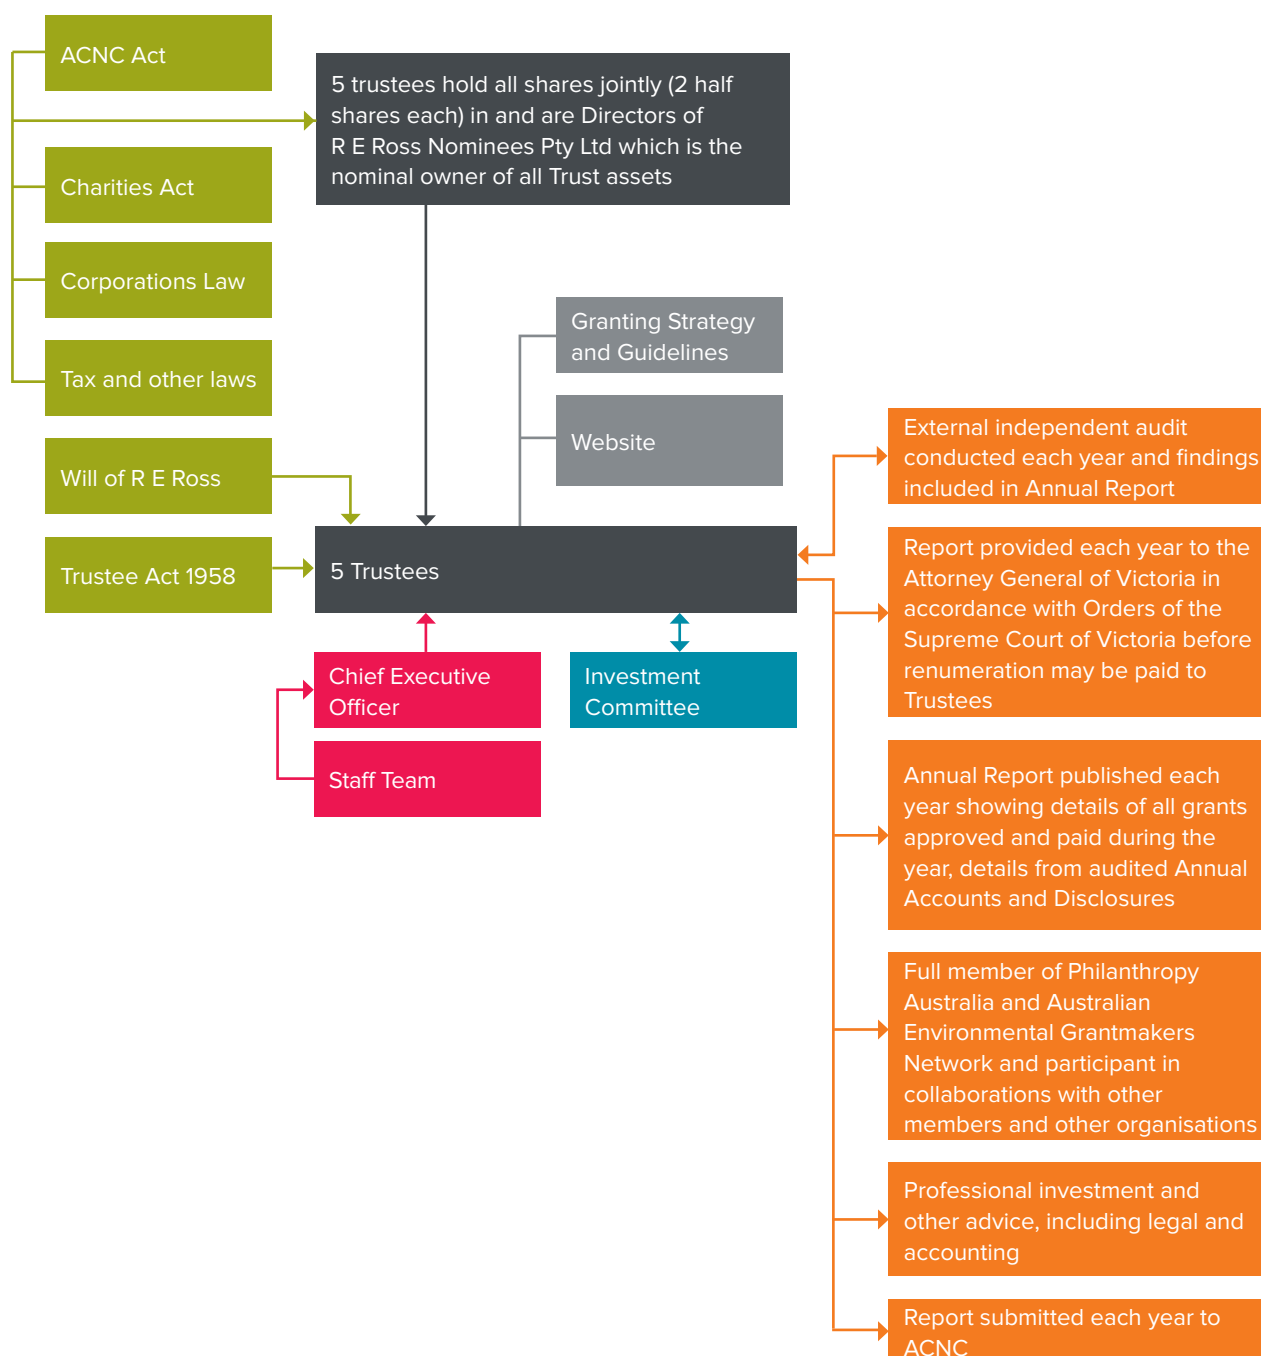 ACNC Act
5 trustees hold all shares jointly (2 half
shares each) in and are Directors of
R E Ross Nominees Pty Ltd which is the
nominal owner of all Trust assets
Charities Act
Corporations Law
Tax and other laws
Will of R E Ross
Trustee Act 1958
Granting Strategy
and Guidelines
Website
5 Trustees
Chief Executive
Officer
Staff Team
Investment
Committee
External independent audit
conducted each year and findings
included in Annual Report
Report provided each year to the
Attorney General of Victoria in
accordance with Orders of the
Supreme Court of Victoria before
renumeration may be paid to
Trustees
Annual Report published each
year showing details of all grants
approved and paid during the
year, details from audited Annual
Accounts and Disclosures
Full member of Philanthropy
Australia and Australian
Environmental Grantmakers
Network and participant in
collaborations with other
members and other organisations
Professional investment and
other advice, including legal and
accounting
Report submitted each year to
ACNC